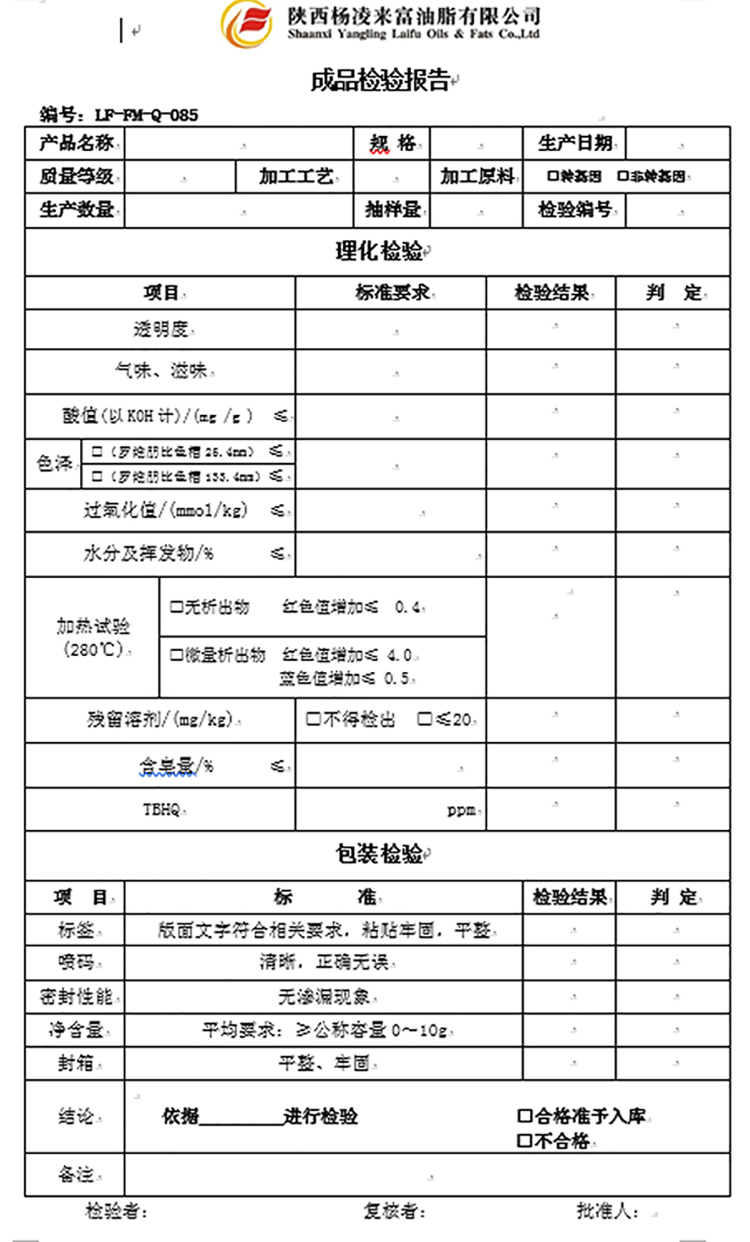 陕西杨凌来富油脂有限公司
Shaanxi Yangling Laifu Oils & Fats Co.,Ltd
成品检验报告
编号：LF-FM-Q-085
产品名称 规 格 生产日期
质量等级 加工工艺 加工原料 □转基因 □非转基因
生产数量 抽样量 检验编号
理化检验
项目 标准要求 检验结果 判 定
透明度
气味、滋味
酸值(以KOH计)/(mg /g ) ≤
色泽 □（罗维朋比色槽25.4mm） ≤
□（罗维朋比色槽133.4mm）≤
过氧化值/(mmol/kg) ≤
水分及挥发物/% ≤
加热试验
(280℃)
□无析出物 红色值增加≤ 0.4
□微量析出物 红色值增加≤ 4.0
蓝色值增加≤ 0.5
残留溶剂/(mg/kg) □不得检出 □≤20
含皂量/% ≤
TBHQ ppm
包装检验
项 目 标 准 检验结果 判 定
标签 版面文字符合相关要求，粘贴牢固，平整
喷码 清晰，正确无误
密封性能 无渗漏现象
净含量 平均要求：≥公称容量0～10g
封箱 平整、牢固
结论 依据_________进行检验 □合格准予入库
□不合格
备注
检验者： 复核者： 批准人：